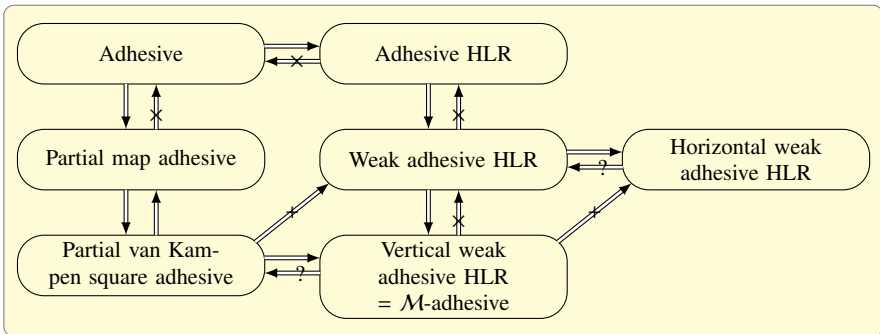 Adhesive
Adhesive HLR
Partial map adhesive
Weak adhesive HLR
Horizontal weak
adhesive HLR
?
Partial van Kam-
pen square adhesive
Vertical weak
adhesive HLR
= M-adhesive
?